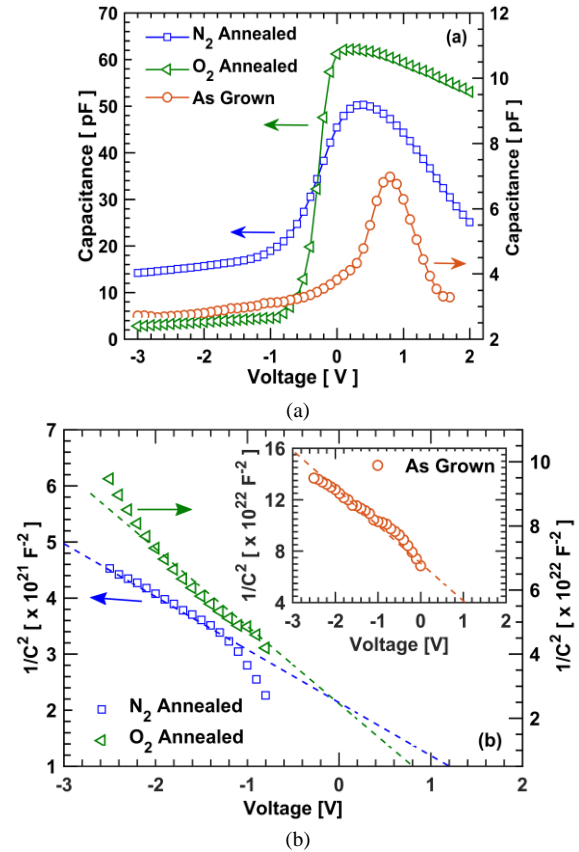 (a)
N2 Annealed
O2 Annealed
As Grown
70
60
50
40
30
20
10
0
Capacitance [ pF]
12
10
8
6
4
2
Capacitance [ pF]
-3 -2 -1 0 1 2
Voltage [ V ]
(a)
7
6
5
4
3
2
1
1/C2 [ x 10^21 F^-2 ]
10
8
6
4
2
1/C2 [ x 10^22 F^-2 ]
As Grown
16
12
8
4
1/C2 [ x 10^22 F^-2 ]
-3 -2 -1 0 1 2
Voltage [V]
N2 Annealed
O2 Annealed
(b)
-3 -2 -1 0 1 2
Voltage [V]
(b)